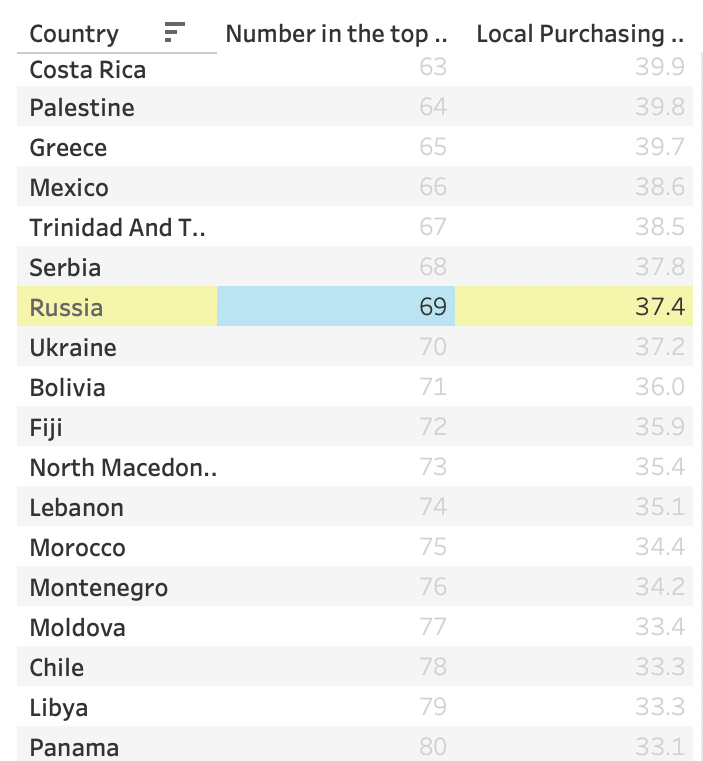 Country Number in the top .. Local Purchasing ..
Costa Rica 63 39.9
Palestine 64 39.8
Greece 65 39.7
Mexico 66 38.6
Trinidad And T.. 67 38.5
Serbia 68 37.8
Russia 69 37.4
Ukraine 70 37.2
Bolivia 71 36.0
Fiji 72 35.9
North Macedon.. 73 35.4
Lebanon 74 35.1
Morocco 75 34.4
Montenegro 76 34.2
Moldova 77 33.4
Chile 78 33.3
Libya 79 33.3
Panama 80 33.1